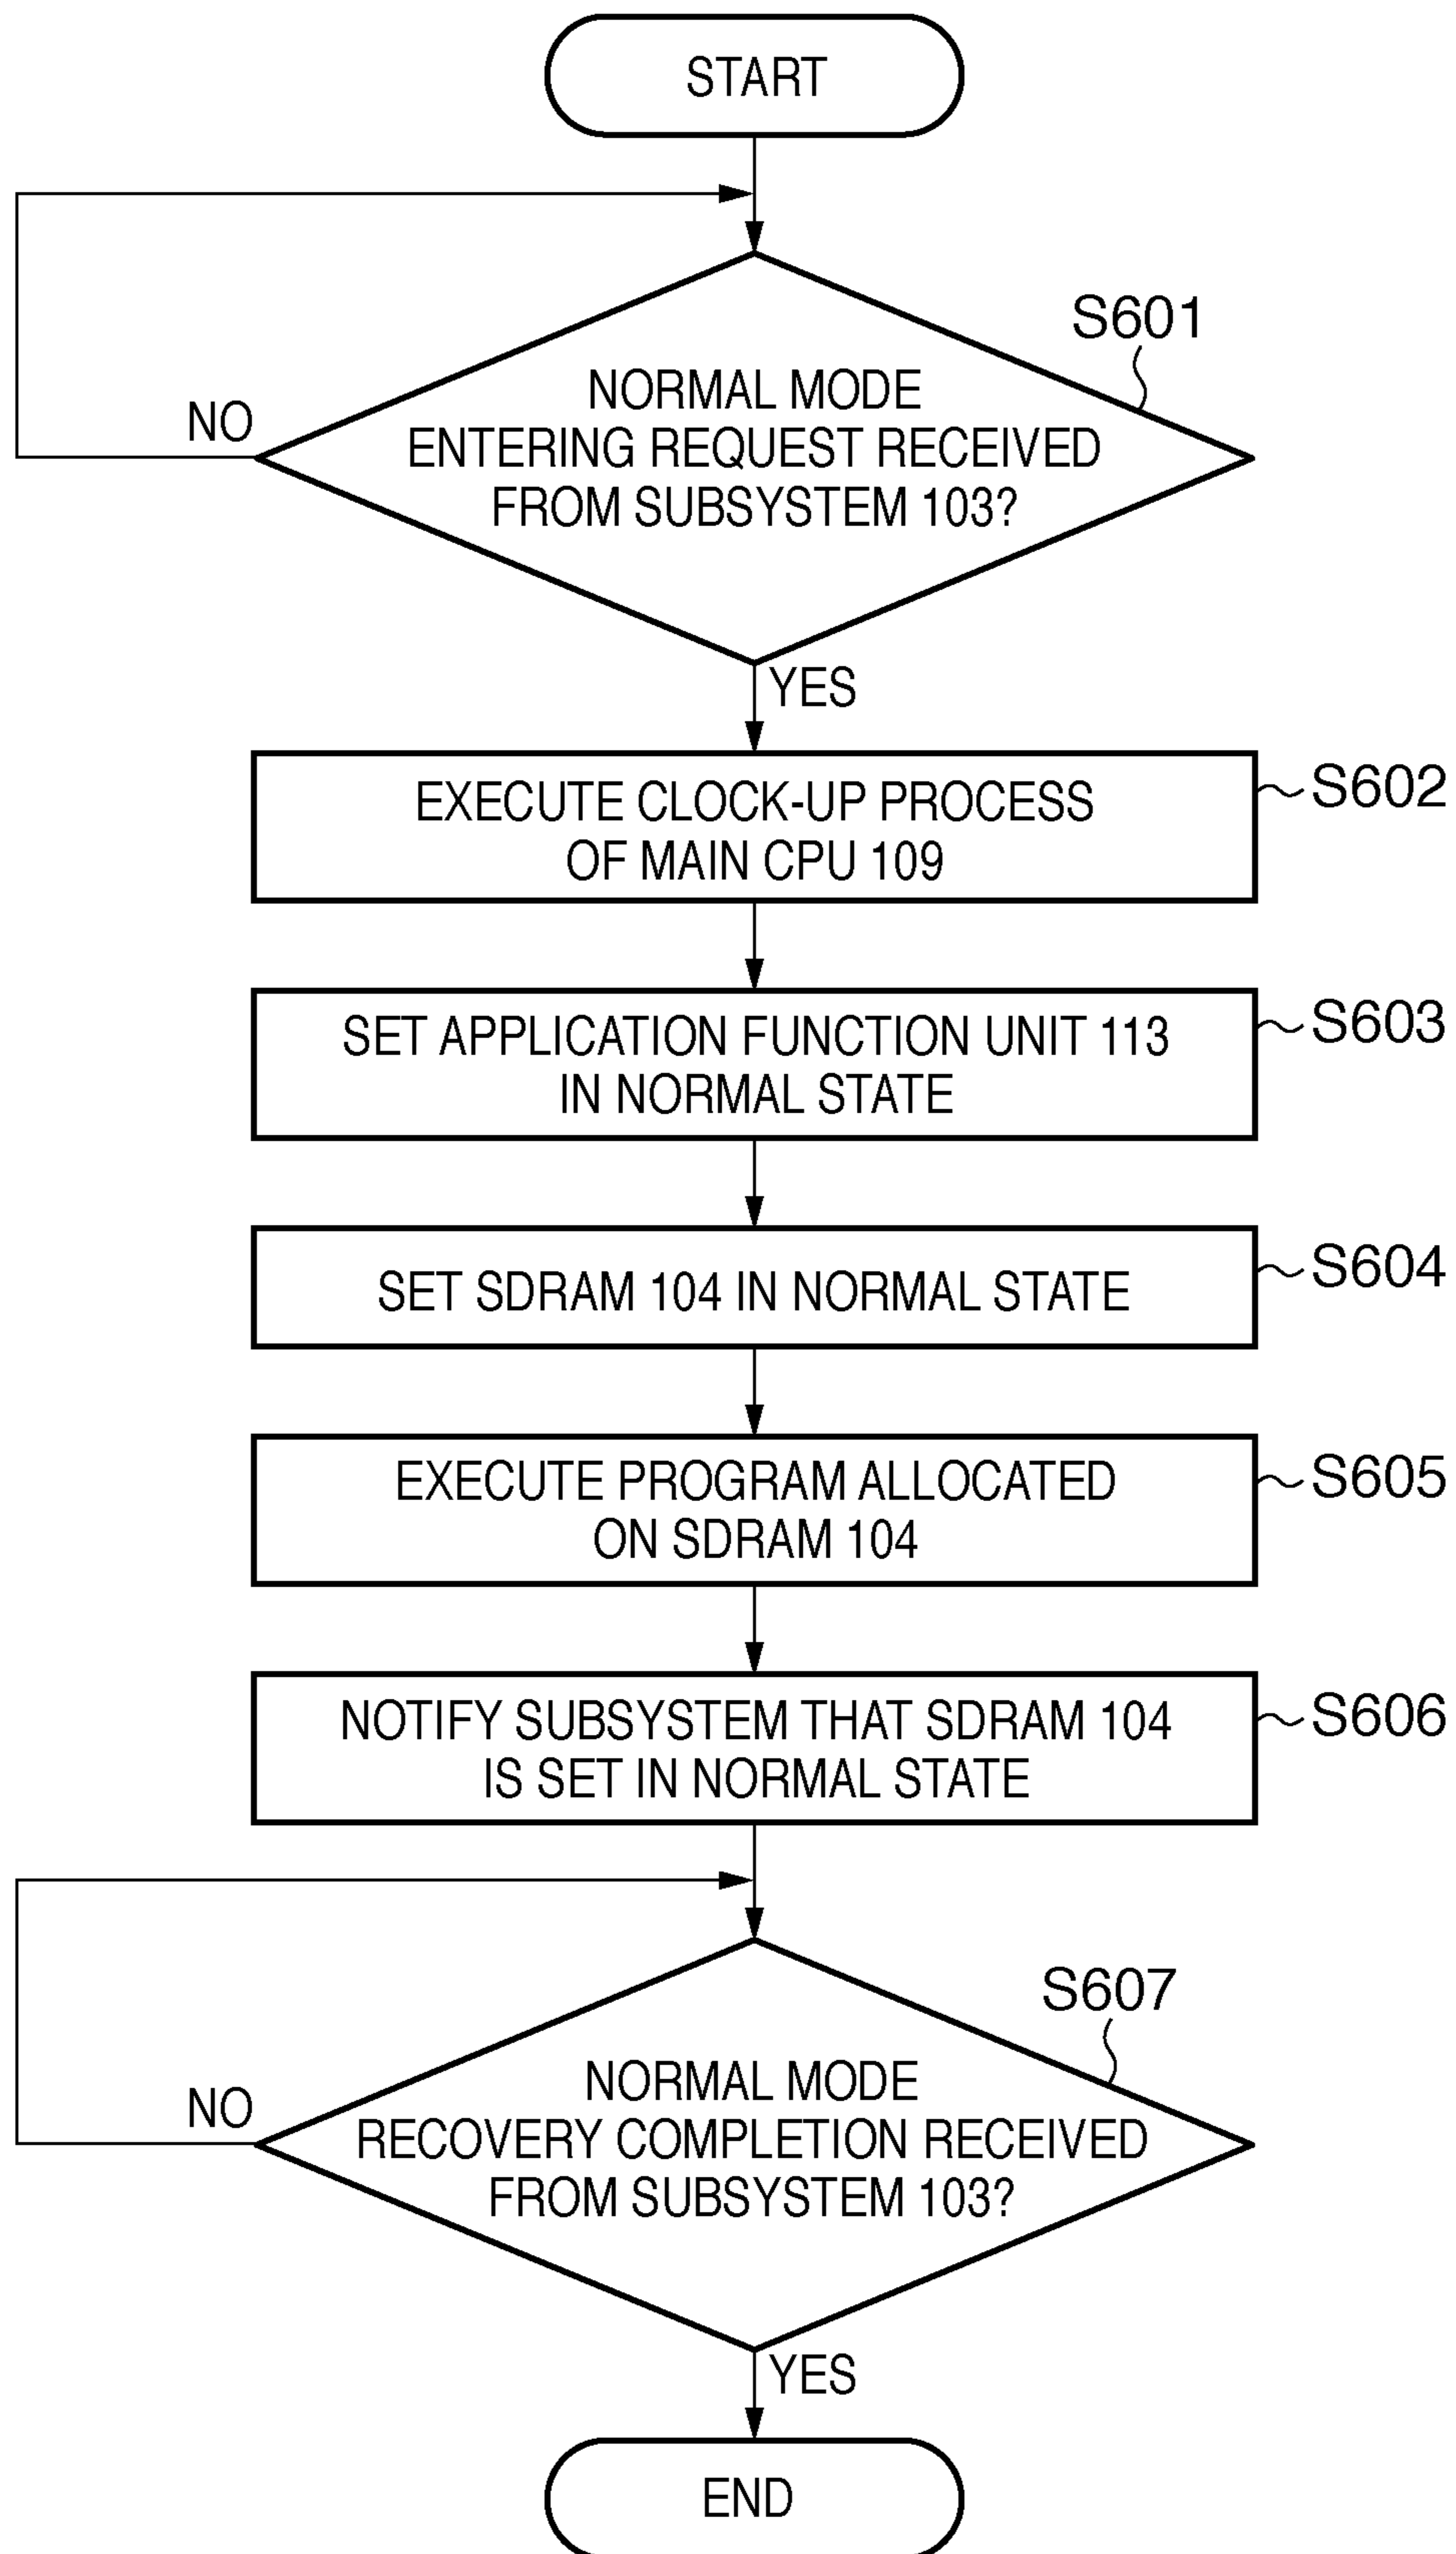 START
S601
NORMAL MODE
ENTERING REQUEST RECEIVED
FROM SUBSYSTEM 103?
NO
YES
EXECUTE CLOCK-UP PROCESS
OF MAIN CPU 109
S602
SET APPLICATION FUNCTION UNIT 113
IN NORMAL STATE
S603
SET SDRAM 104 IN NORMAL STATE
S604
EXECUTE PROGRAM ALLOCATED
ON SDRAM 104
S605
NOTIFY SUBSYSTEM THAT SDRAM 104
IS SET IN NORMAL STATE
S606
S607
NORMAL MODE
RECOVERY COMPLETION RECEIVED
FROM SUBSYSTEM 103?
NO
YES
END